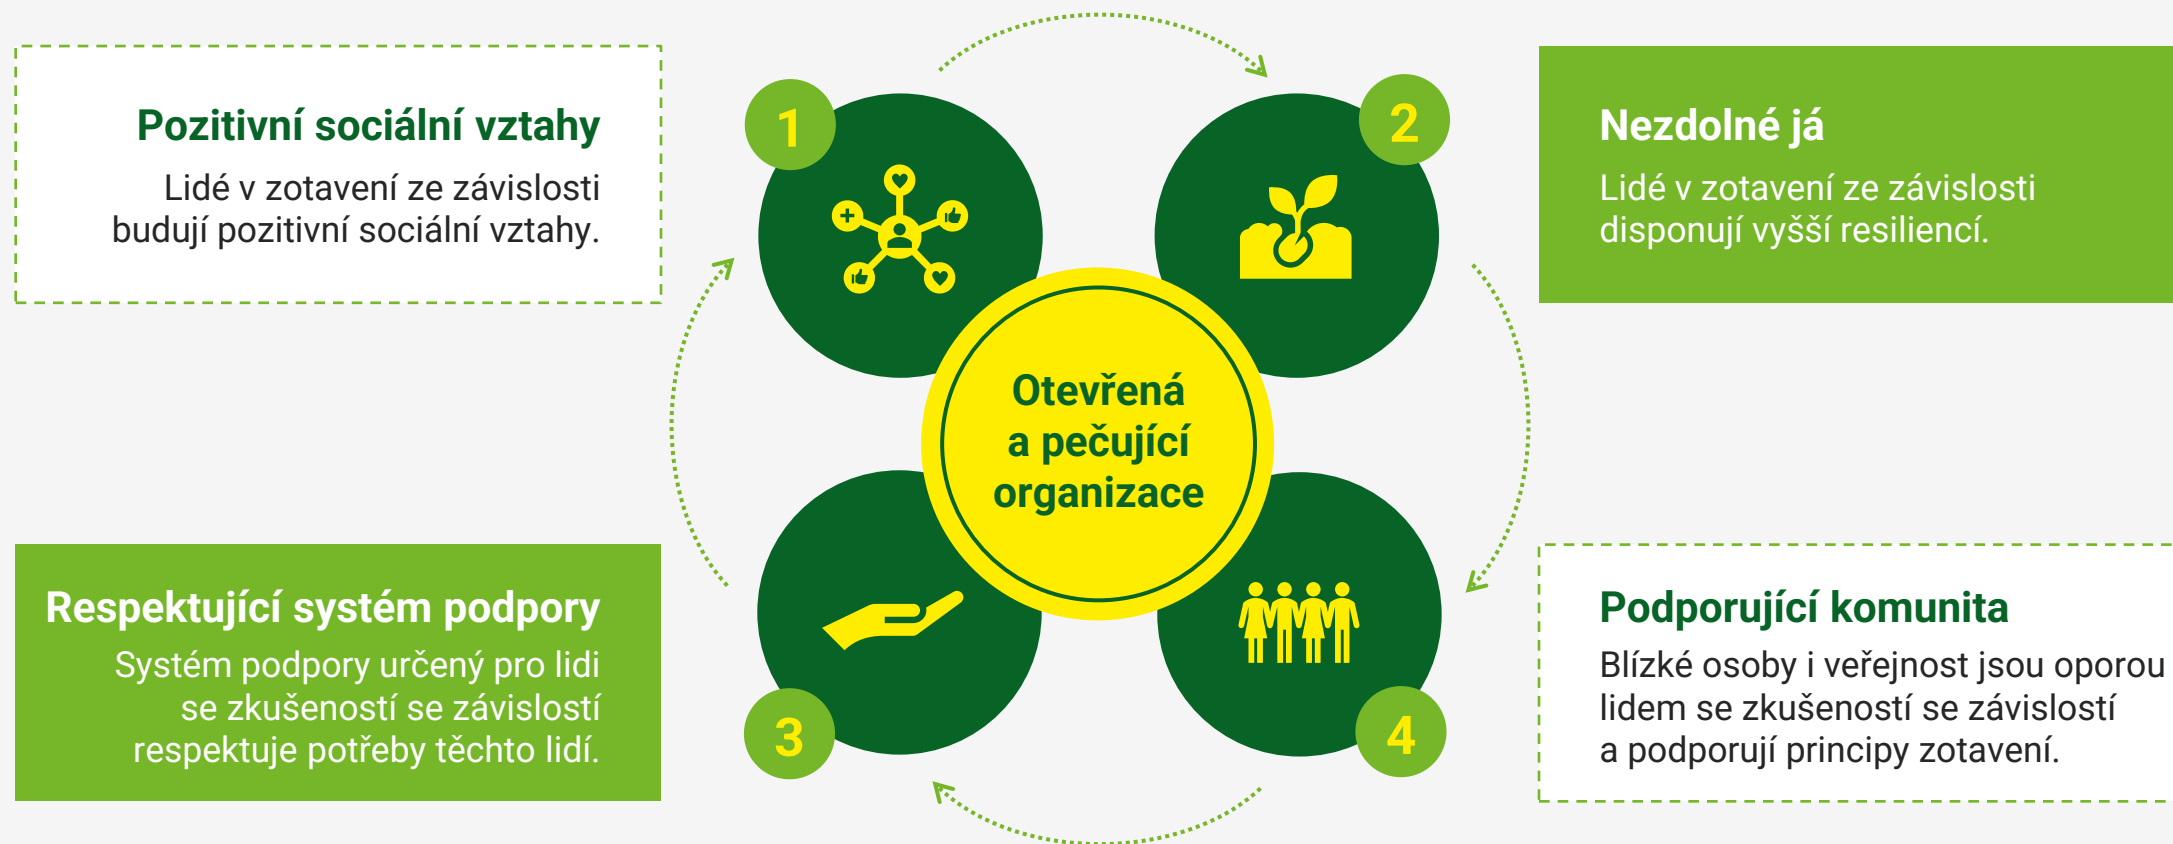 Pozitivní sociální vztahy
Lidé v zotavení ze závislosti
budují pozitivní sociální vztahy.
1
2
Nezdolné já
Lidé v zotavení ze závislosti
disponují vyšší resiliencí.
Otevřená
a pečující
organizace
Respektující systém podpory
Systém podpory určený pro lidi
se zkušeností se závislostí
respektuje potřeby těchto lidí.
3
4
Podporující komunita
Blízké osoby i veřejnost jsou oporou
lidem se zkušeností se závislostí
a podporují principy zotavení.